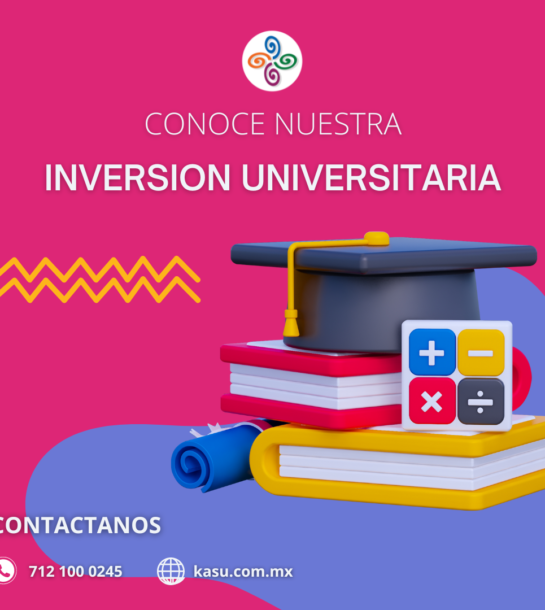 CONOCE NUESTRA
INVERSION UNIVERSITARIA
CONTACTANOS
712 100 0245
kasu.com.mx